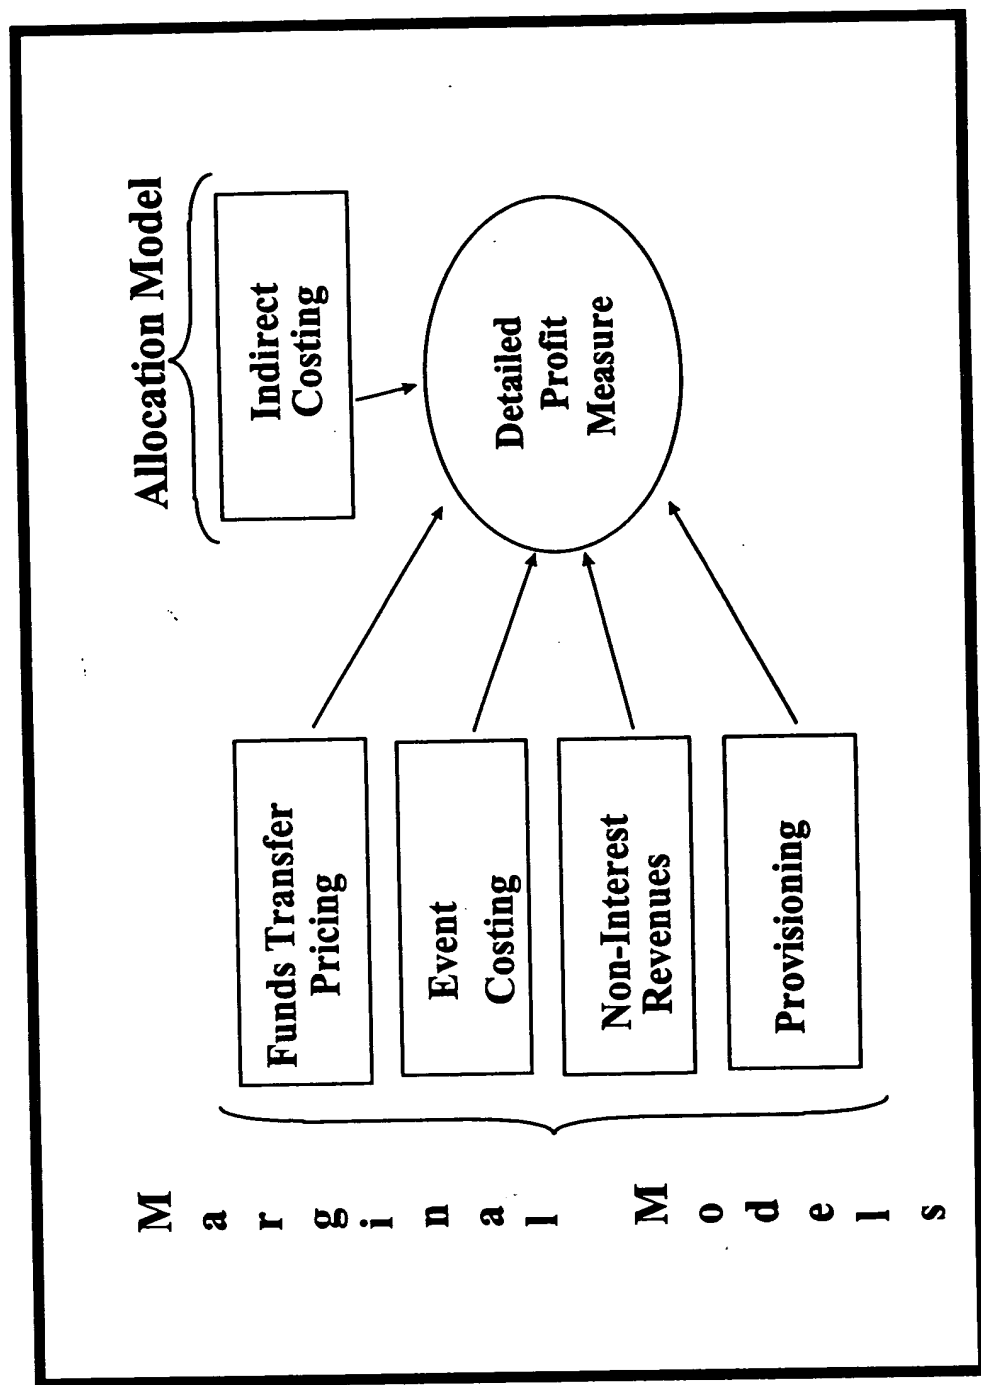 Allocation Model
Indirect
Costing
Detailed
Profit
Measure
Funds Transfer
Pricing
Event
Costing
Non-Interest
Revenues
Provisioning
Marginal Models